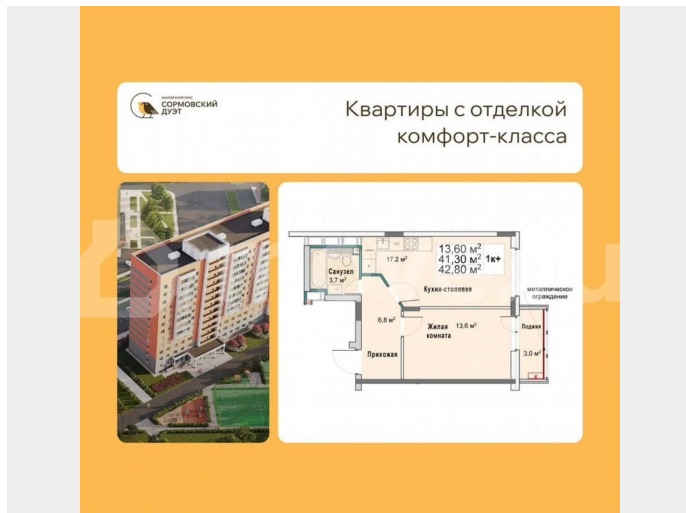 ЖИЛОЙ КОМПЛЕКС
СОРМОВСКИЙ
ДУЭТ
Квартиры с отделкой
комфорт-класса
13,60 м²
41,30 м² 1к+
42,80 м²
17,2 м²
Санузел
3,7 м²
Кухня-столовая
металлическое
ограждение
6,8 м²
Жилая 13,6 м²
комната
Лоджия
Прихожая
3,0 м²